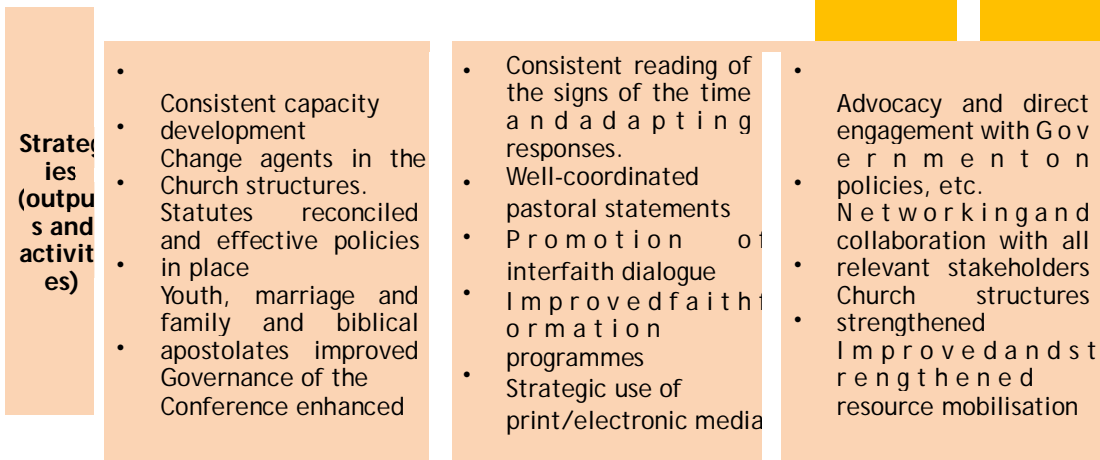 Strateg
ies
(outpu
s and
activit
es)
•
Consistent capacity
• development
Change agents in the
• Church structures.
Statutes reconciled
and effective policies
• in place
Youth, marriage and
family and biblical
• apostolates improved
Governance of the
Conference enhanced
• Consistent reading of
the signs of the time
a n d a d a p t i n g
responses.
• Well-coordinated
pastoral statements
• P r o m o t i o n of
interfaith dialogue
• I m p r o v e d f a i t h f
o r m a t i o n
programmes
• Strategic use of
print/electronic media
•
Advocacy and direct
engagement with G o v
e r n m e n t o n
• policies, etc.
N e t w o r k i n g a n d
collaboration with all
• relevant stakeholders
Church structures
• strengthened
I m p r o v e d a n d s t
r e n g t h e n e d
resource mobilisation